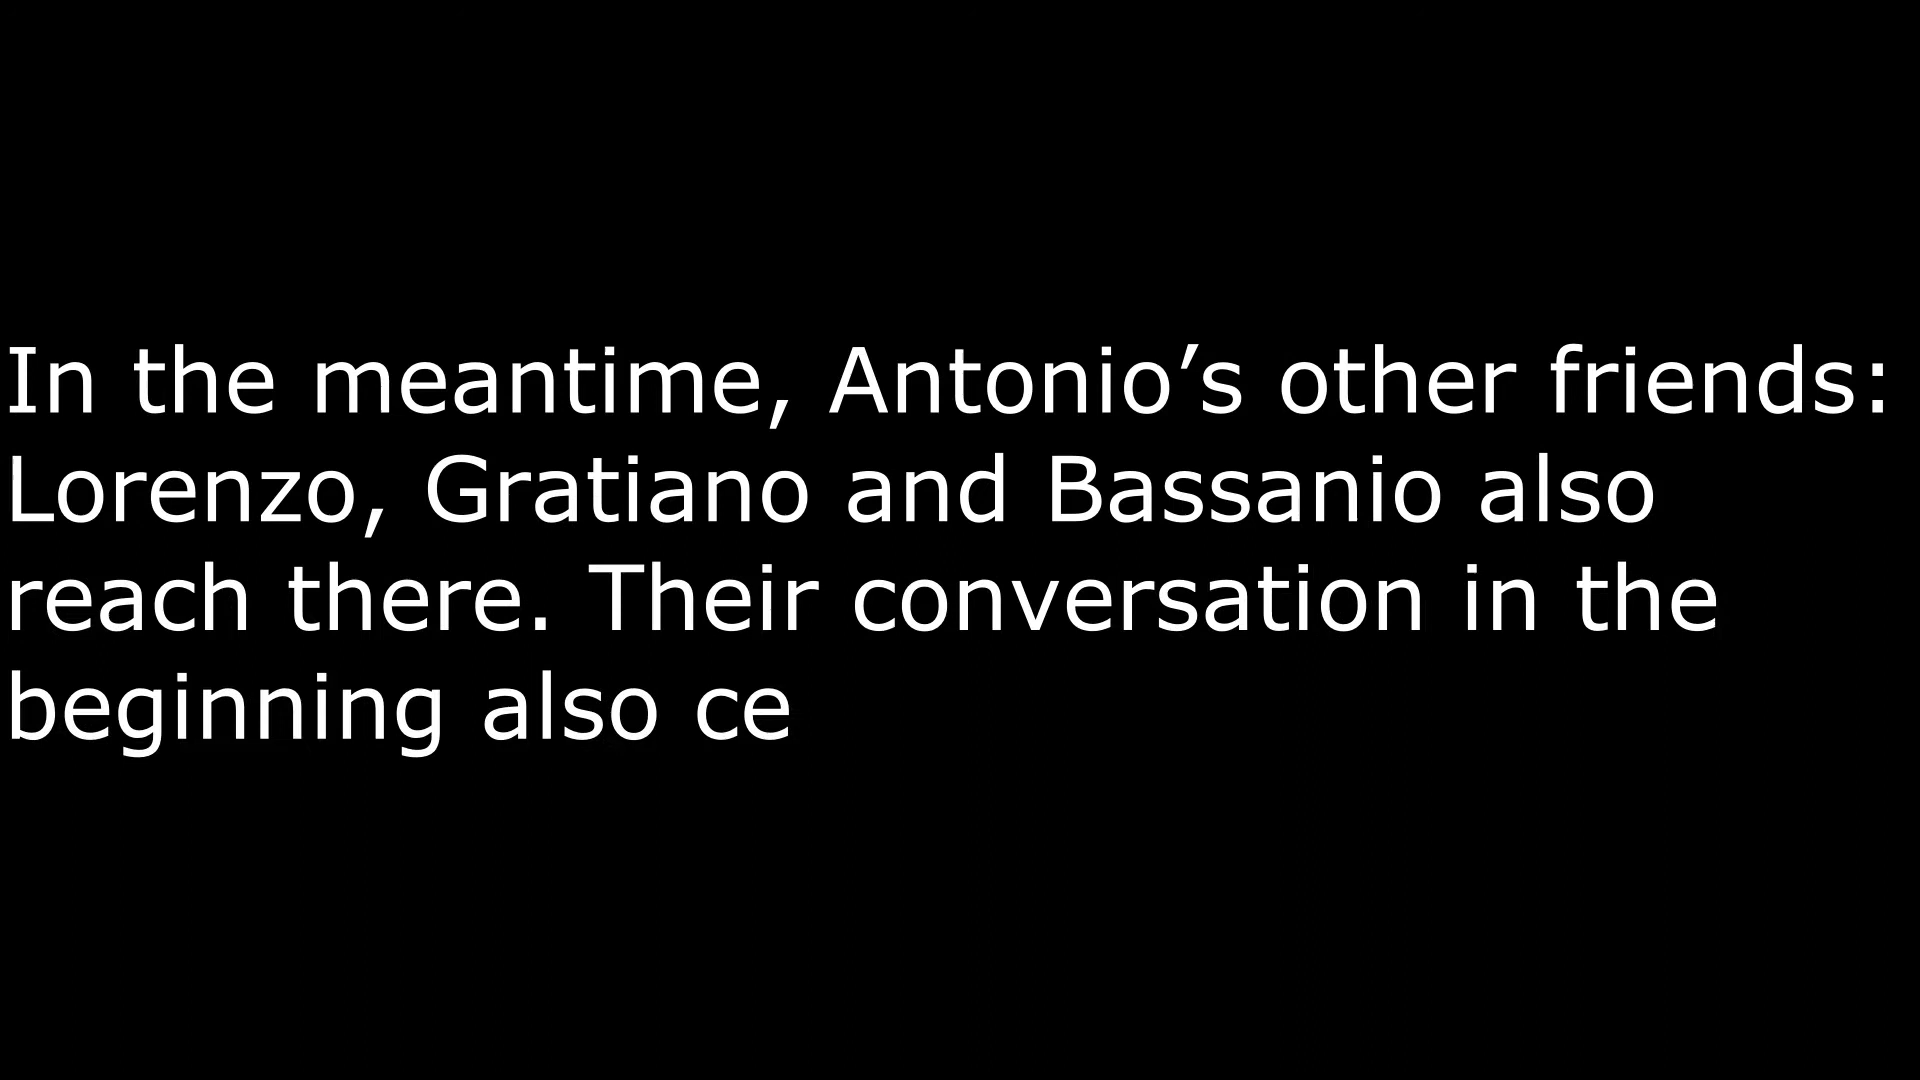 In the meantime, Antonio’s other friends:
Lorenzo, Gratiano and Bassanio also
reach there. Their conversation in the
beginning also ce